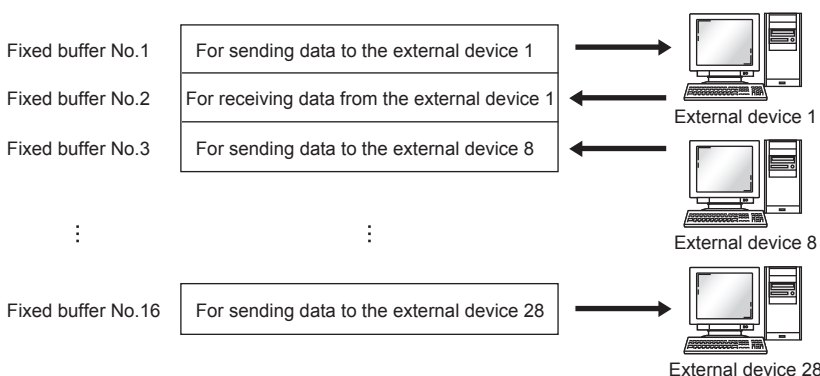 Fixed buffer No.1 For sending data to the external device 1
Fixed buffer No.2 For receiving data from the external device 1
External device 1
Fixed buffer No.3 For sending data to the external device 8
⋮ ⋮
External device 8
Fixed buffer No.16 For sending data to the external device 28
External device 28